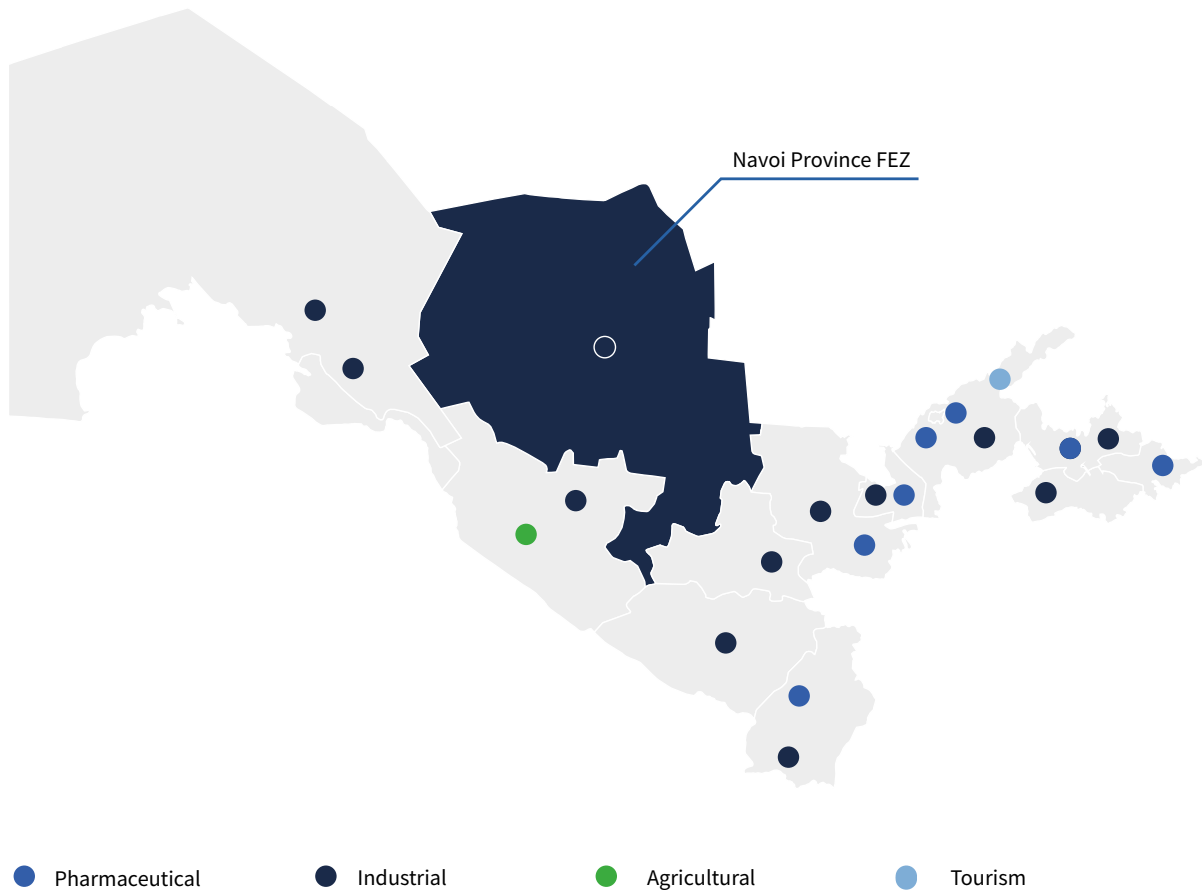 Navoi Province FEZ
Pharmaceutical
Industrial
Agricultural
Tourism